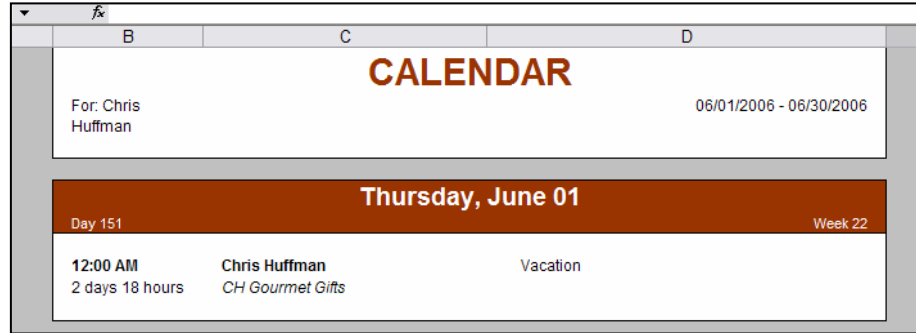 fx
B C D
CALENDAR
For: Chris 06/01/2006 - 06/30/2006
Huffman
Thursday, June 01
Day 151 Week 22
12:00 AM Chris Huffman Vacation
2 days 18 hours CH Gourmet Gifts